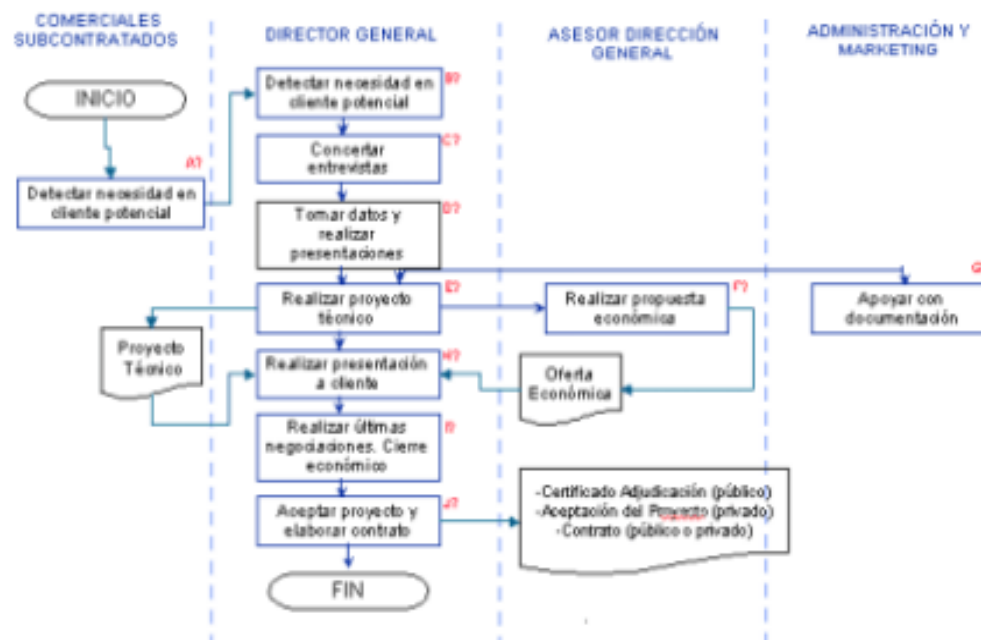 COMERCIALES
SUBCONTRATADOS
DIRECTOR GENERAL
ASESOR DIRECCIÓN
GENERAL
ADMINISTRACIÓN Y
MARKETING
INICIO
A?
Detectar necesidad en
cliente potencial
B?
Detectar necesidad en
cliente potencial
C?
Concertar
entrevistas
D?
Tomar datos y
realizar
presentaciones
E?
Realizar proyecto
técnico
F?
Realizar propuesta
económica
G?
Apoyar con
documentación
Proyecto
Técnico
H?
Realizar presentación
a cliente
Oferta
Económica
I?
Realizar últimas
negociaciones. Cierre
económico
J?
Aceptar proyecto y
elaborar contrato
-Certificado Adjudicación (público)
-Aceptación del Proyecto (privado)
-Contrato (público o privado)
FIN